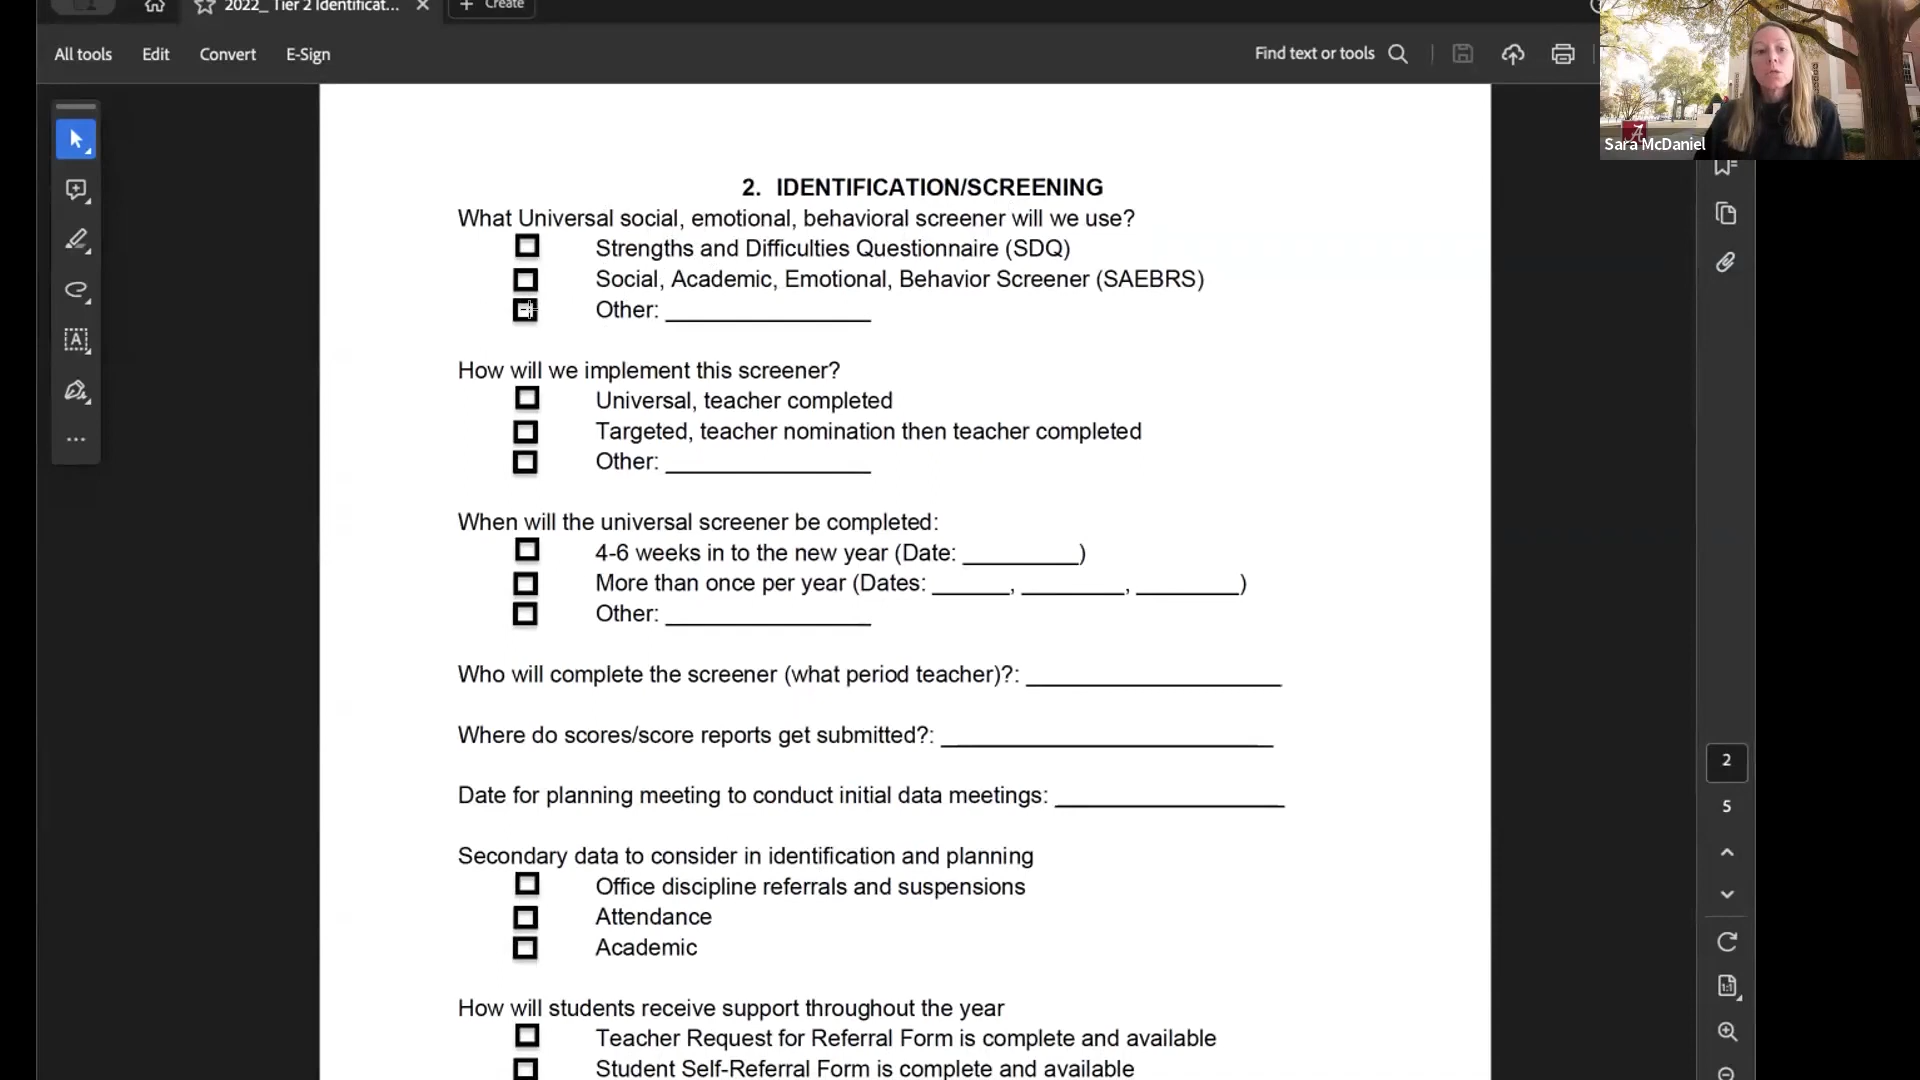 2022_ Tier 2 Identificat...
Create
All tools
Edit
Convert
E-Sign
Find text or tools
Sara McDaniel
2. IDENTIFICATION/SCREENING
What Universal social, emotional, behavioral screener will we use?
Strengths and Difficulties Questionnaire (SDQ)
Social, Academic, Emotional, Behavior Screener (SAEBRS)
Other: ________________
How will we implement this screener?
Universal, teacher completed
Targeted, teacher nomination then teacher completed
Other: ________________
When will the universal screener be completed:
4-6 weeks in to the new year (Date: _________)
More than once per year (Dates: ______, ________, ________)
Other: ________________
Who will complete the screener (what period teacher)?: ____________________
Where do scores/score reports get submitted?: __________________________
Date for planning meeting to conduct initial data meetings: __________________
Secondary data to consider in identification and planning
Office discipline referrals and suspensions
Attendance
Academic
How will students receive support throughout the year
Teacher Request for Referral Form is complete and available
Student Self-Referral Form is complete and available
2
5
1:1
A